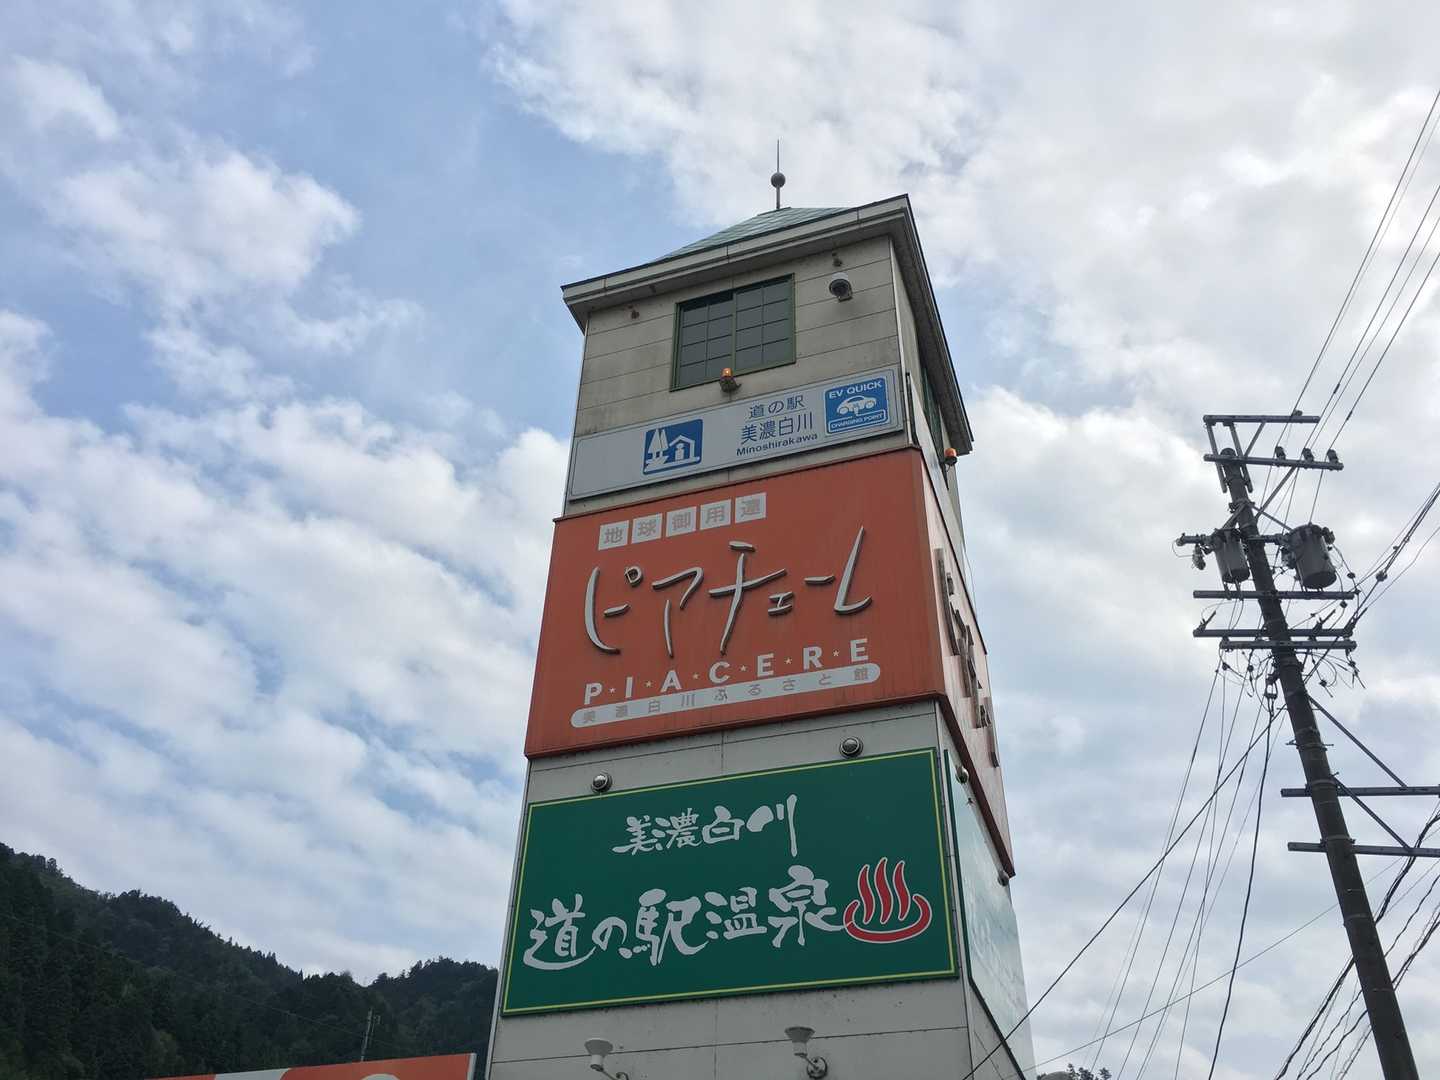 道の駅
美濃白川
Minoshirakawa
EV QUICK
CHARGING POINT
地球御用達
ピアチェーレ
P・I・A・C・E・R・E
美濃白川ふるさと館
美濃白川
道の駅温泉